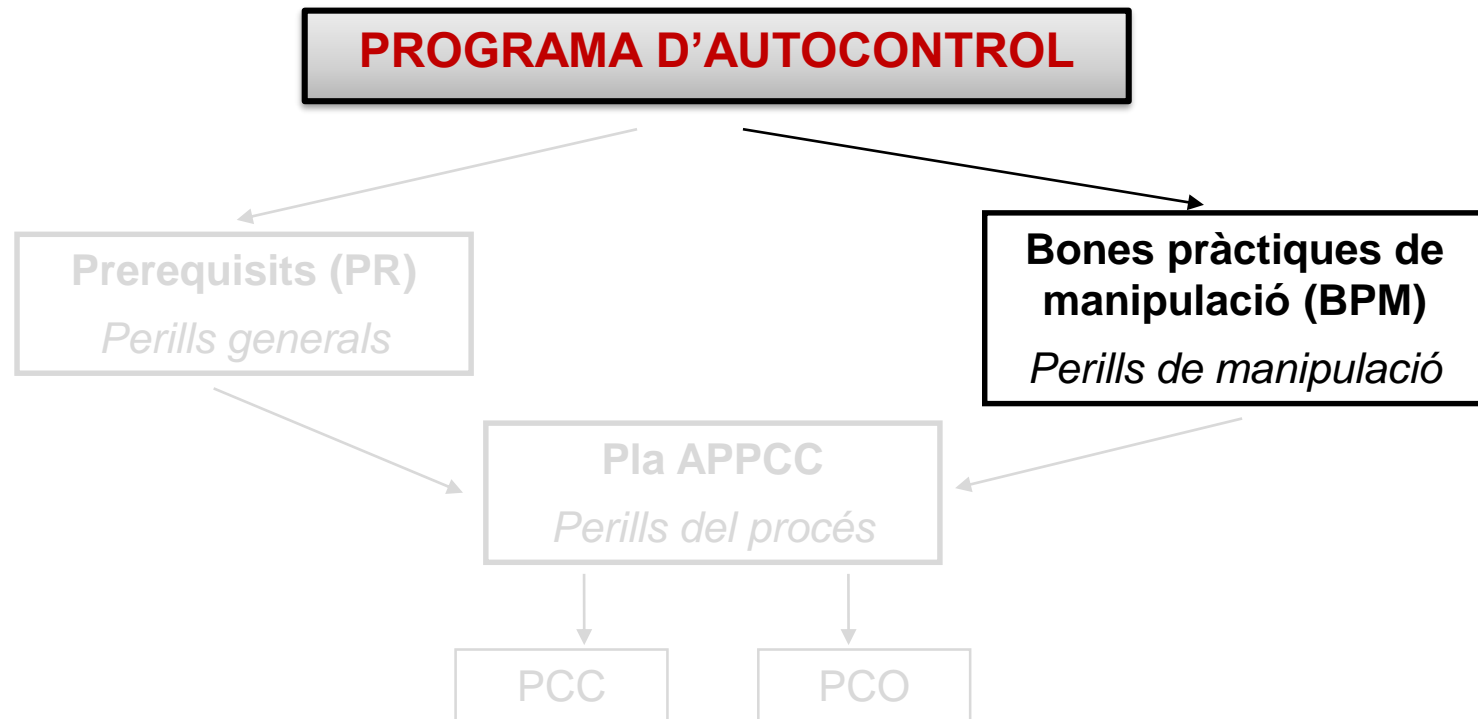 PROGRAMA D’AUTOCONTROL
Prerequisits (PR)
Perills generals
Bones pràctiques de
manipulació (BPM)
Perills de manipulació
Pla APPCC
Perills del procés
PCC
PCO